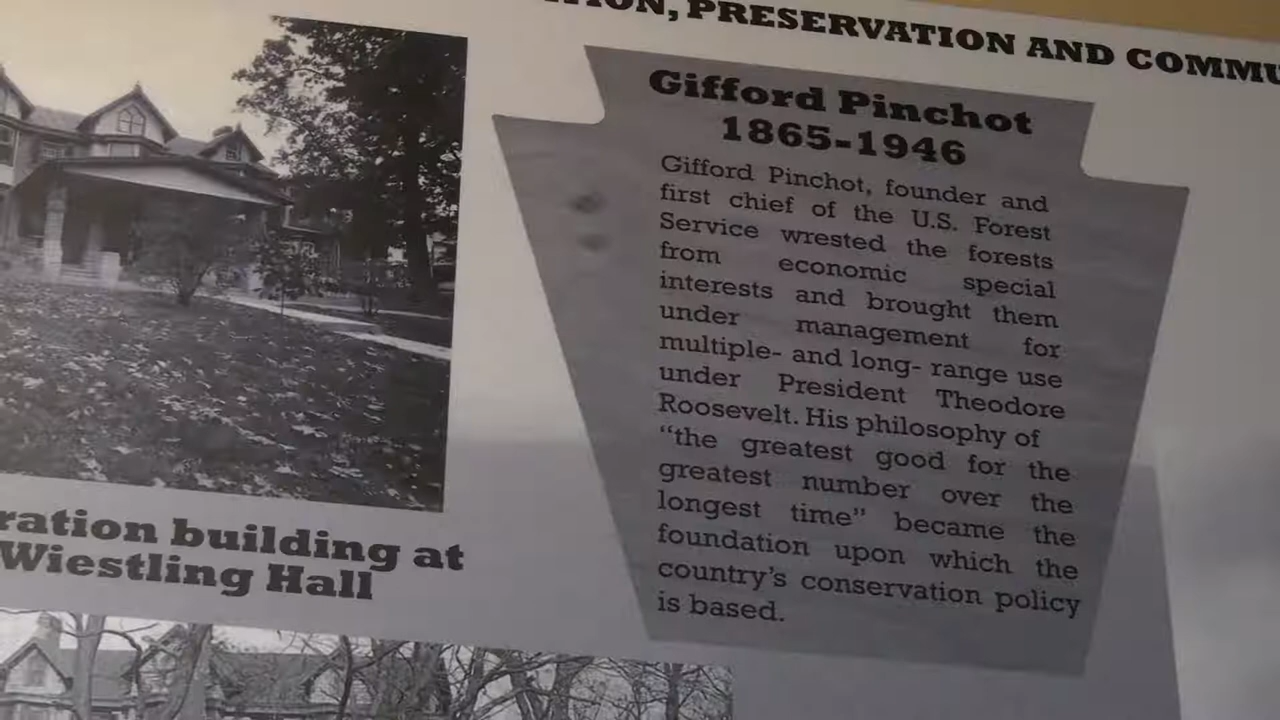 PRESERVATION AND
Gifford Pinchot
1865-1946
Gifford Pinchot, founder and
first chief of the U.S. Forest
Service wrested the forests
from economic special
interests and brought them
under management for
multiple- and long- range use
under President Theodore
Roosevelt. His philosophy of
“the greatest good for the
greatest number over the
longest time” became the
foundation upon which the
country’s conservation policy
is based.
building at
Wiestling Hall